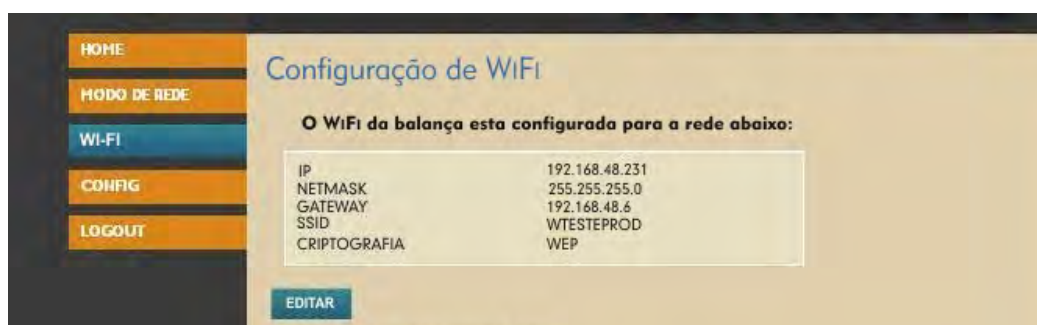 HOME
MODO DE REDE
WI-FI
CONFIG
LOGOUT
Configuração de WiFi
O WiFi da balança esta configurada para a rede abaixo:
IP 192.168.48.231
NETMASK 255.255.255.0
GATEWAY 192.168.48.6
SSID WTESTEPROD
CRIPTOGRAFIA WEP
EDITAR